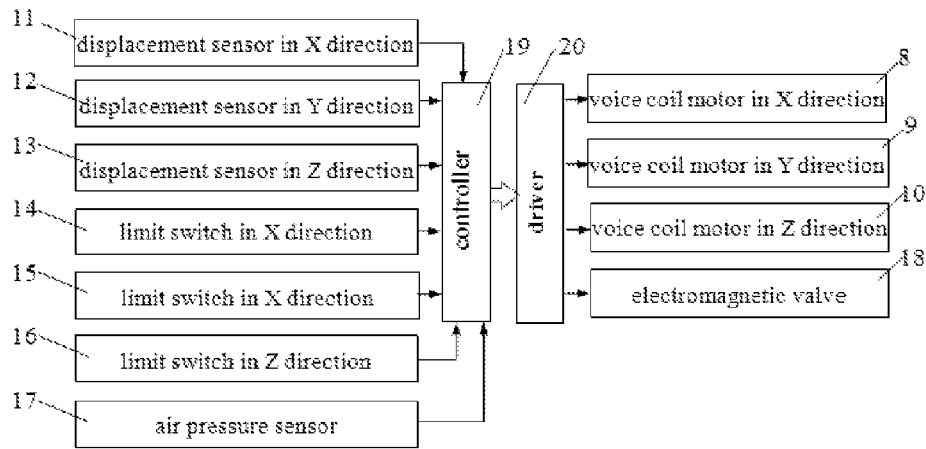 11
displacement sensor in X direction
12
displacement sensor in Y direction
13
displacement sensor in Z direction
14
limit switch in X direction
15
limit switch in X direction
16
limit switch in Z direction
17
air pressure sensor
19
controller
20
driver
8
voice coil motor in X direction
9
voice coil motor in Y direction
10
voice coil motor in Z direction
18
electromagnetic valve